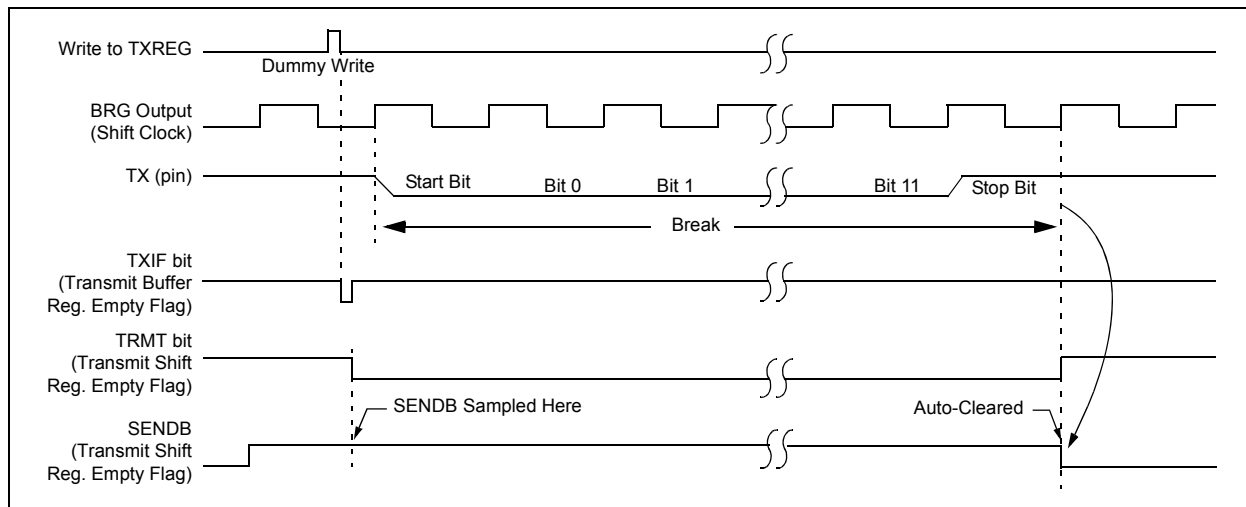 Write to TXREG
Dummy Write
BRG Output
(Shift Clock)
TX (pin)
Start Bit
Bit 0
Bit 1
Bit 11
Stop Bit
Break
TXIF bit
(Transmit Buffer
Reg. Empty Flag)
TRMT bit
(Transmit Shift
Reg. Empty Flag)
SENDB Sampled Here
Auto-Cleared
SENDB
(Transmit Shift
Reg. Empty Flag)